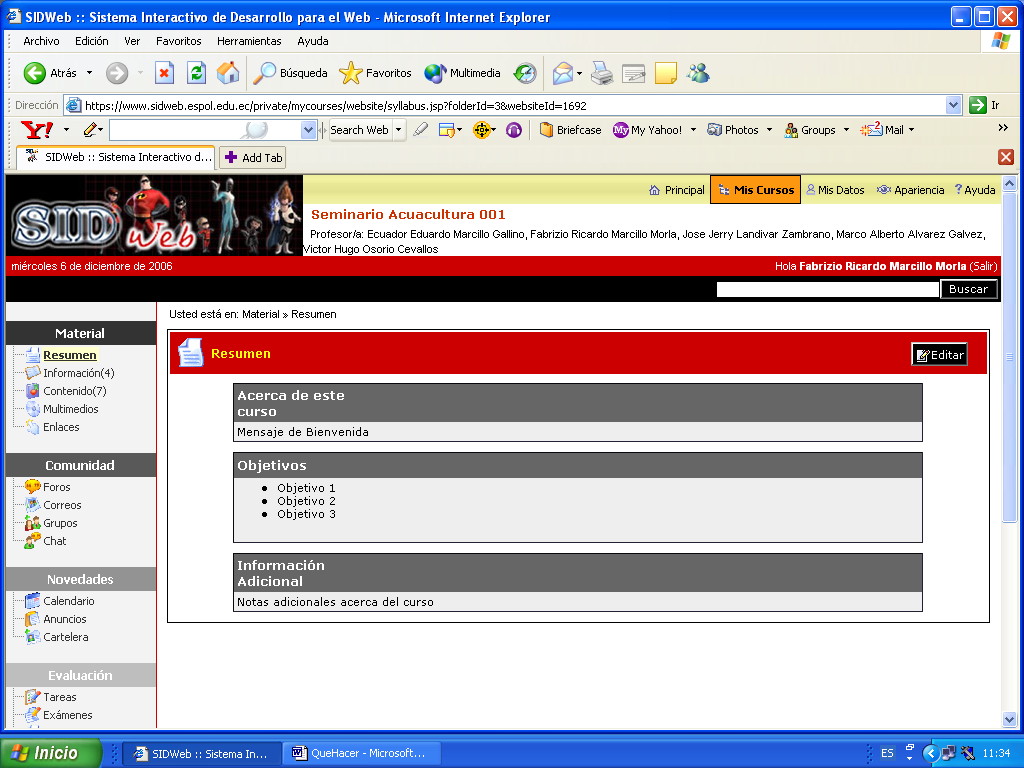 SIDWeb :: Sistema Interactivo de Desarrollo para el Web - Microsoft Internet Explorer
Archivo Edición Ver Favoritos Herramientas Ayuda
Atrás Búsqueda Favoritos Multimedia
Dirección https://www.sidweb.espol.edu.ec/private/mycourses/website/syllabus.jsp?folderId=3&websiteId=1692 Ir
Y! Search Web Briefcase My My Yahoo! Photos Groups 2 Mail »
SIDWeb :: Sistema Interactivo d... Add Tab
SID Web
Principal Mis Cursos Mis Datos Apariencia ? Ayuda
Seminario Acuacultura 001
Profesor/a: Ecuador Eduardo Marcillo Gallino, Fabrizio Ricardo Marcillo Morla, Jose Jerry Landivar Zambrano, Marco Alberto Alvarez Galvez,
Victor Hugo Osorio Cevallos
miércoles 6 de diciembre de 2006 Hola Fabrizio Ricardo Marcillo Morla (Salir)
Buscar
Usted está en: Material » Resumen
Material
Resumen
Información(4)
Contenido(7)
Multimedios
Enlaces
Comunidad
Foros
Correos
Grupos
Chat
Novedades
Calendario
Anuncios
Cartelera
Evaluación
Tareas
Exámenes
Resumen Editar
Acerca de este
curso
Mensaje de Bienvenida
Objetivos
• Objetivo 1
• Objetivo 2
• Objetivo 3
Información
Adicional
Notas adicionales acerca del curso
Inicio SIDWeb :: Sistema In... QueHacer - Microsoft... ES 11:34